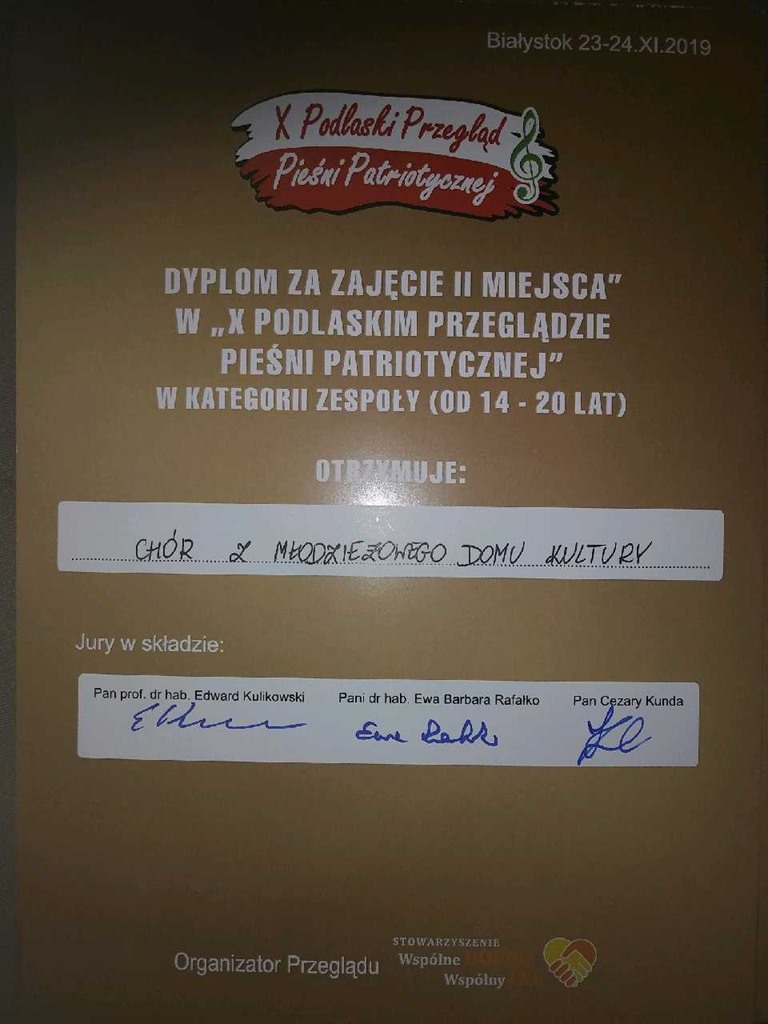 Białystok 23-24.XI.2019
X Podlaski Przegląd
Pieśni Patriotycznej
DYPLOM ZA ZAJĘCIE II MIEJSCA”
W „X PODLASKIM PRZEGLĄDZIE
PIEŚNI PATRIOTYCZNEJ”
W KATEGORII ZESPOŁY (OD 14 - 20 LAT)
OTRZYMUJE:
CHÓR Z MŁODZIEŻOWEGO DOMU KULTURY
Jury w składzie:
Pan prof. dr hab. Edward Kulikowski Pani dr hab. Ewa Barbara Rafałko Pan Cezary Kunda
STOWARZYSZENIE
Wspólne
Wspólny
Organizator Przeglądu